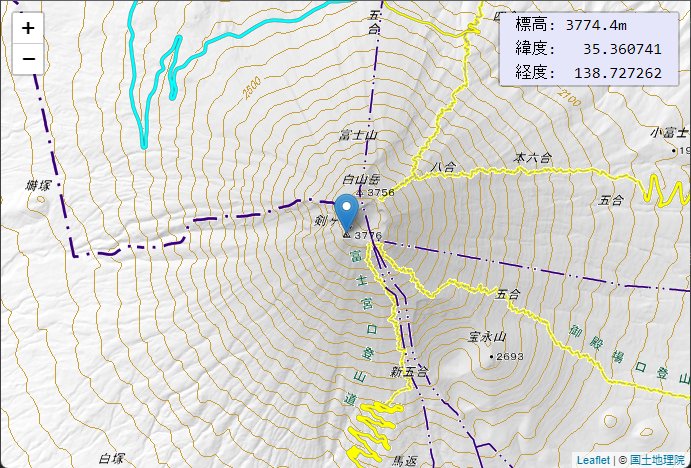 +
−
標高: 3774.4m
緯度: 35.360741
経度: 138.727262
五合
2500
2100
富士山
小富士
八合
本六合
白山岳
3756
五合
塒塚
剣ヶ
3776
富士宮口登山道
五合
宝永山
2693
御殿場口登山
新五合
白塚
馬返
Leaflet | © 国土地理院